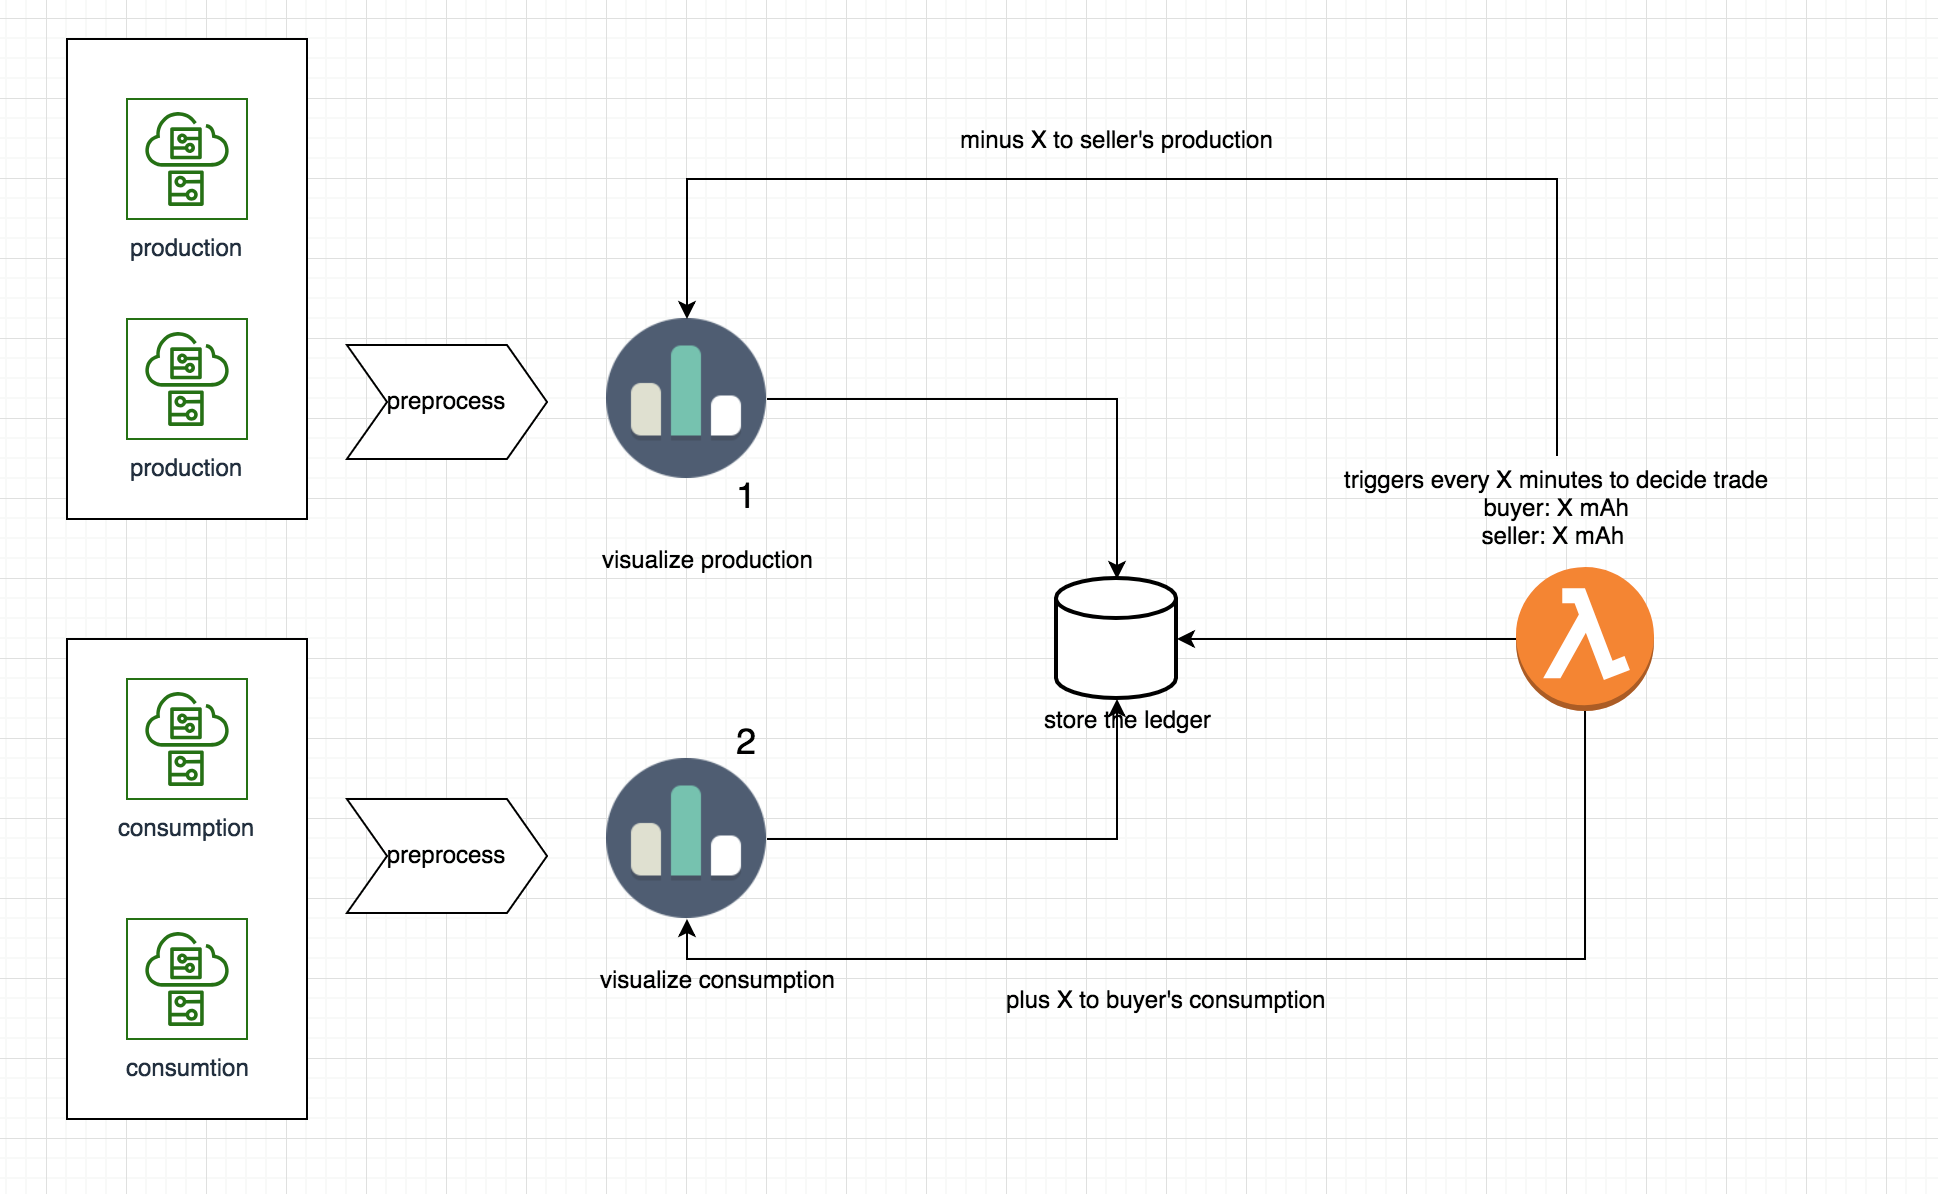 minus X to seller's production
production
production
preprocess
1
visualize production
triggers every X minutes to decide trade
buyer: X mAh
seller: X mAh
store the ledger
2
consumption
preprocess
visualize consumption
plus X to buyer's consumption
consumtion